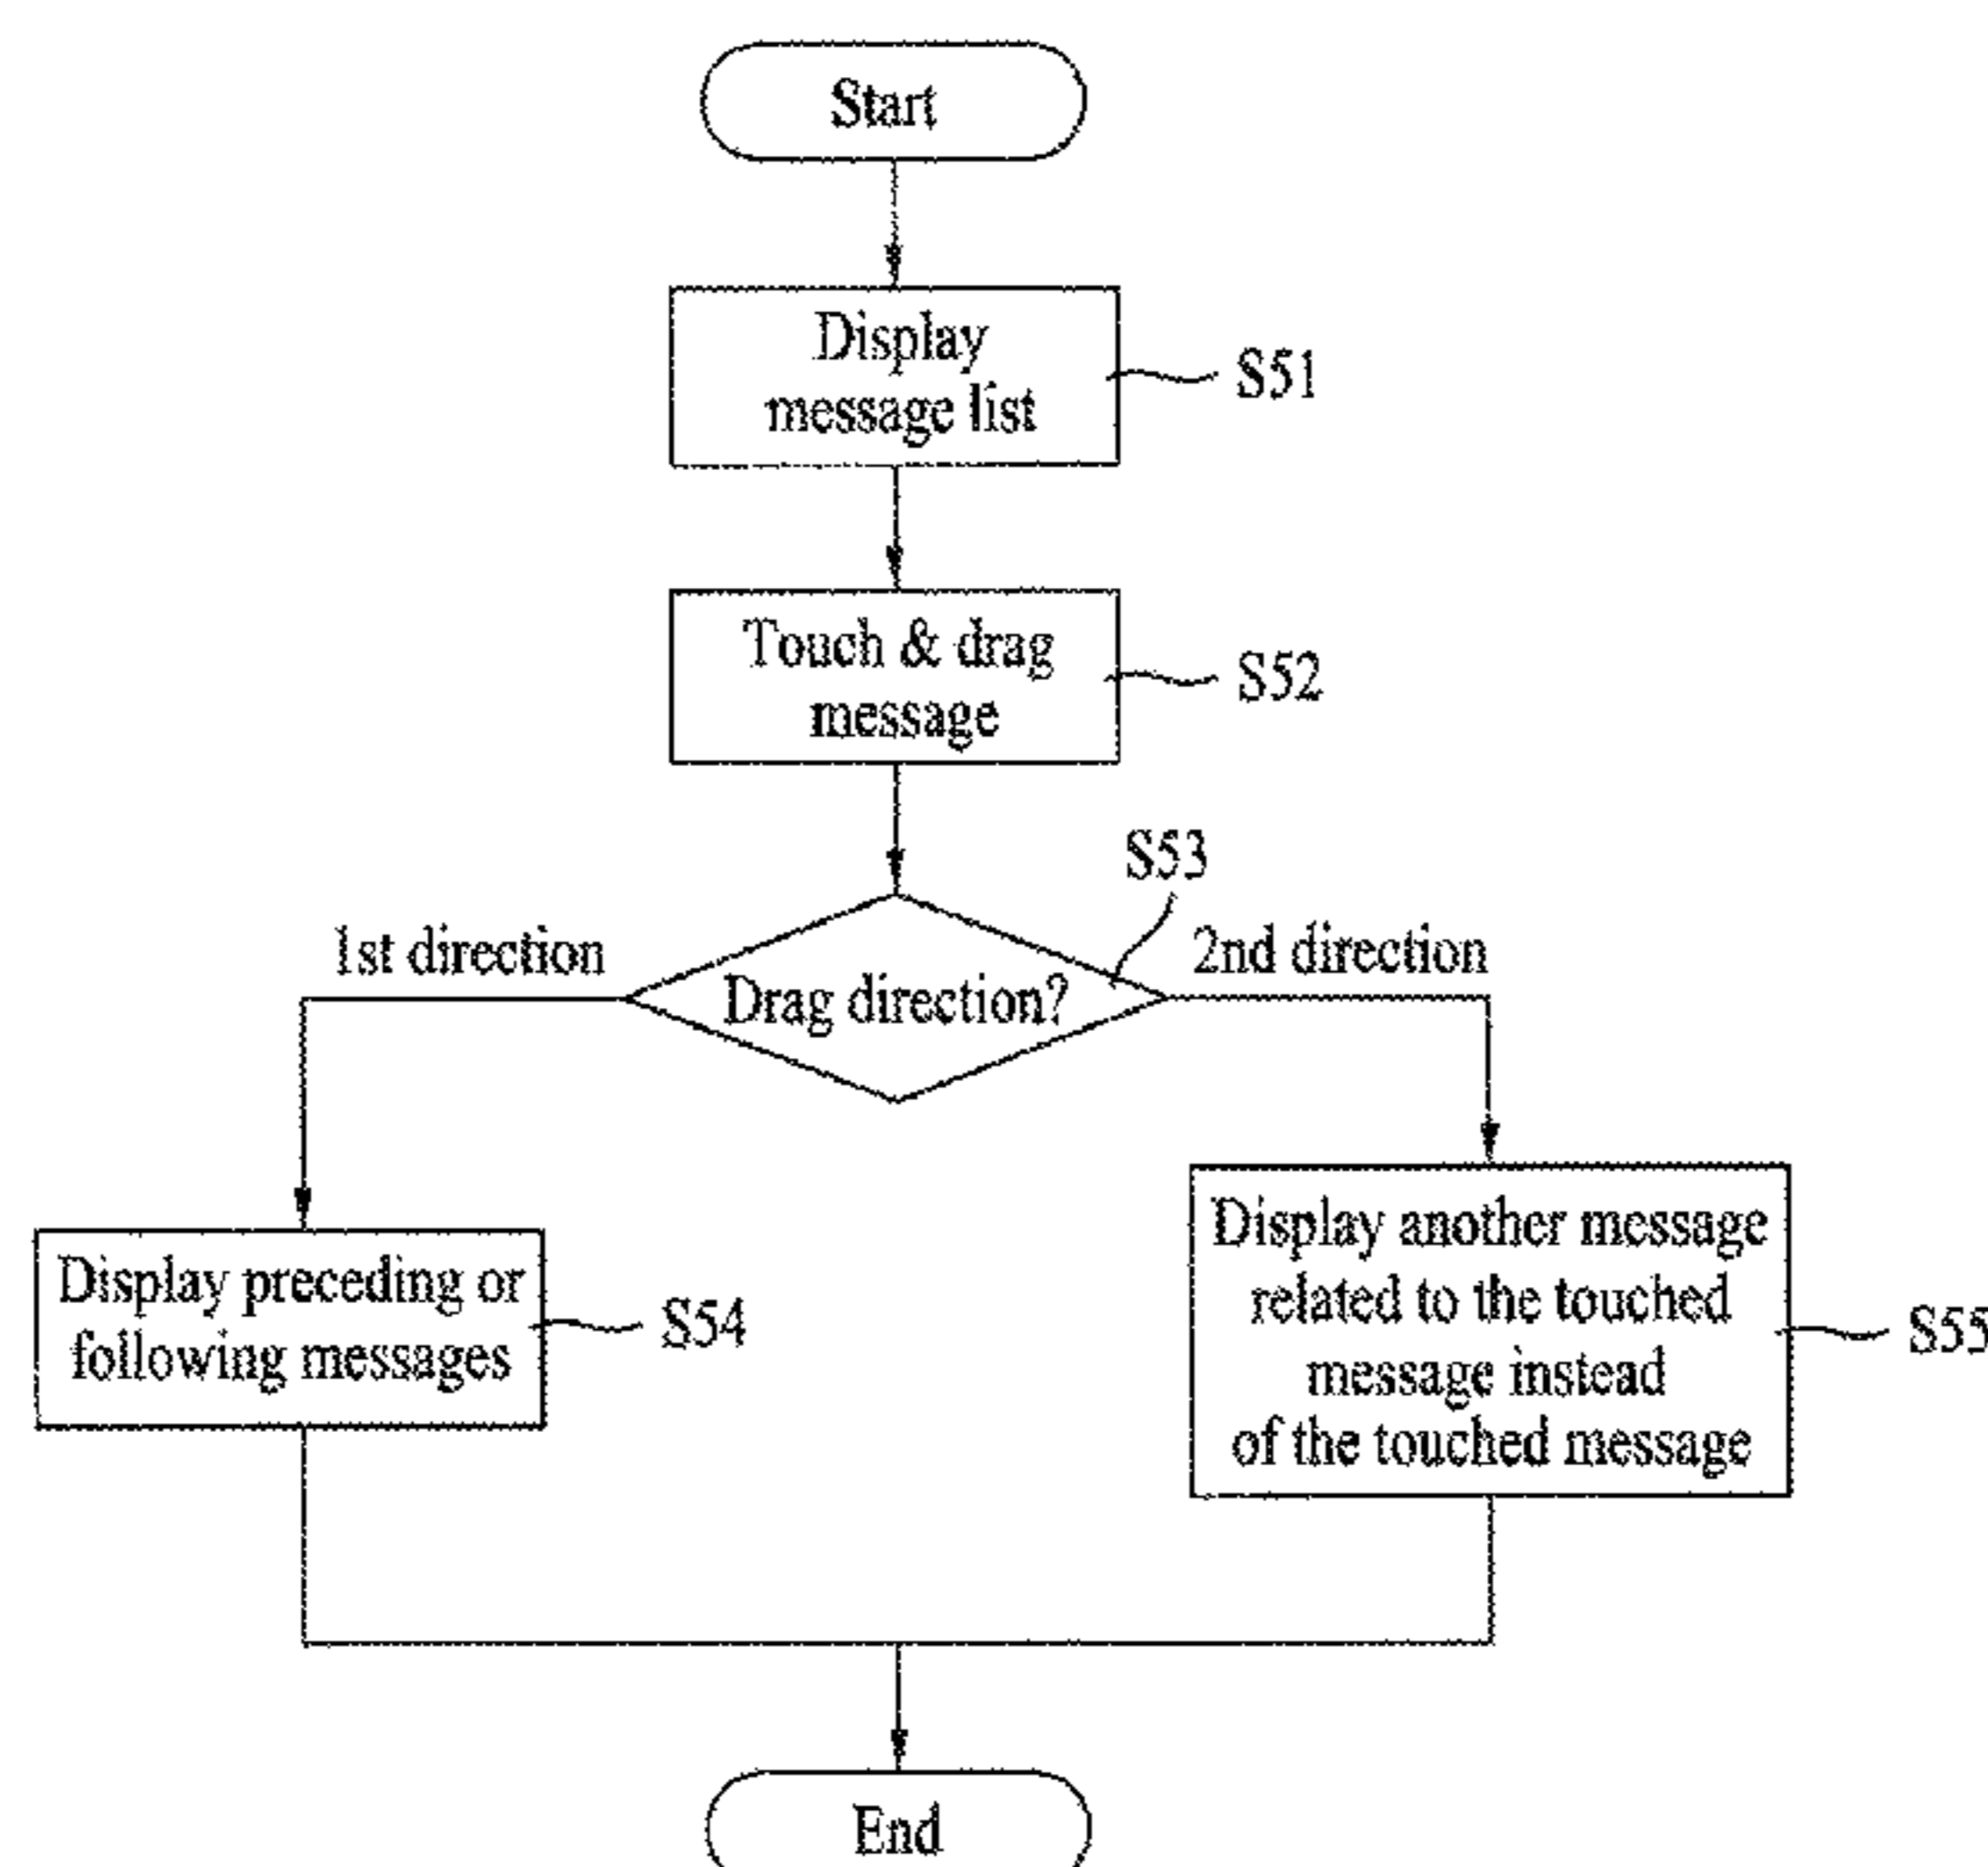 Start
Display
message list
S51
Touch & drag
message
S52
S53
1st direction
Drag direction?
2nd direction
Display preceding or
following messages
S54
Display another message
related to the touched
message instead
of the touched message
S55
End